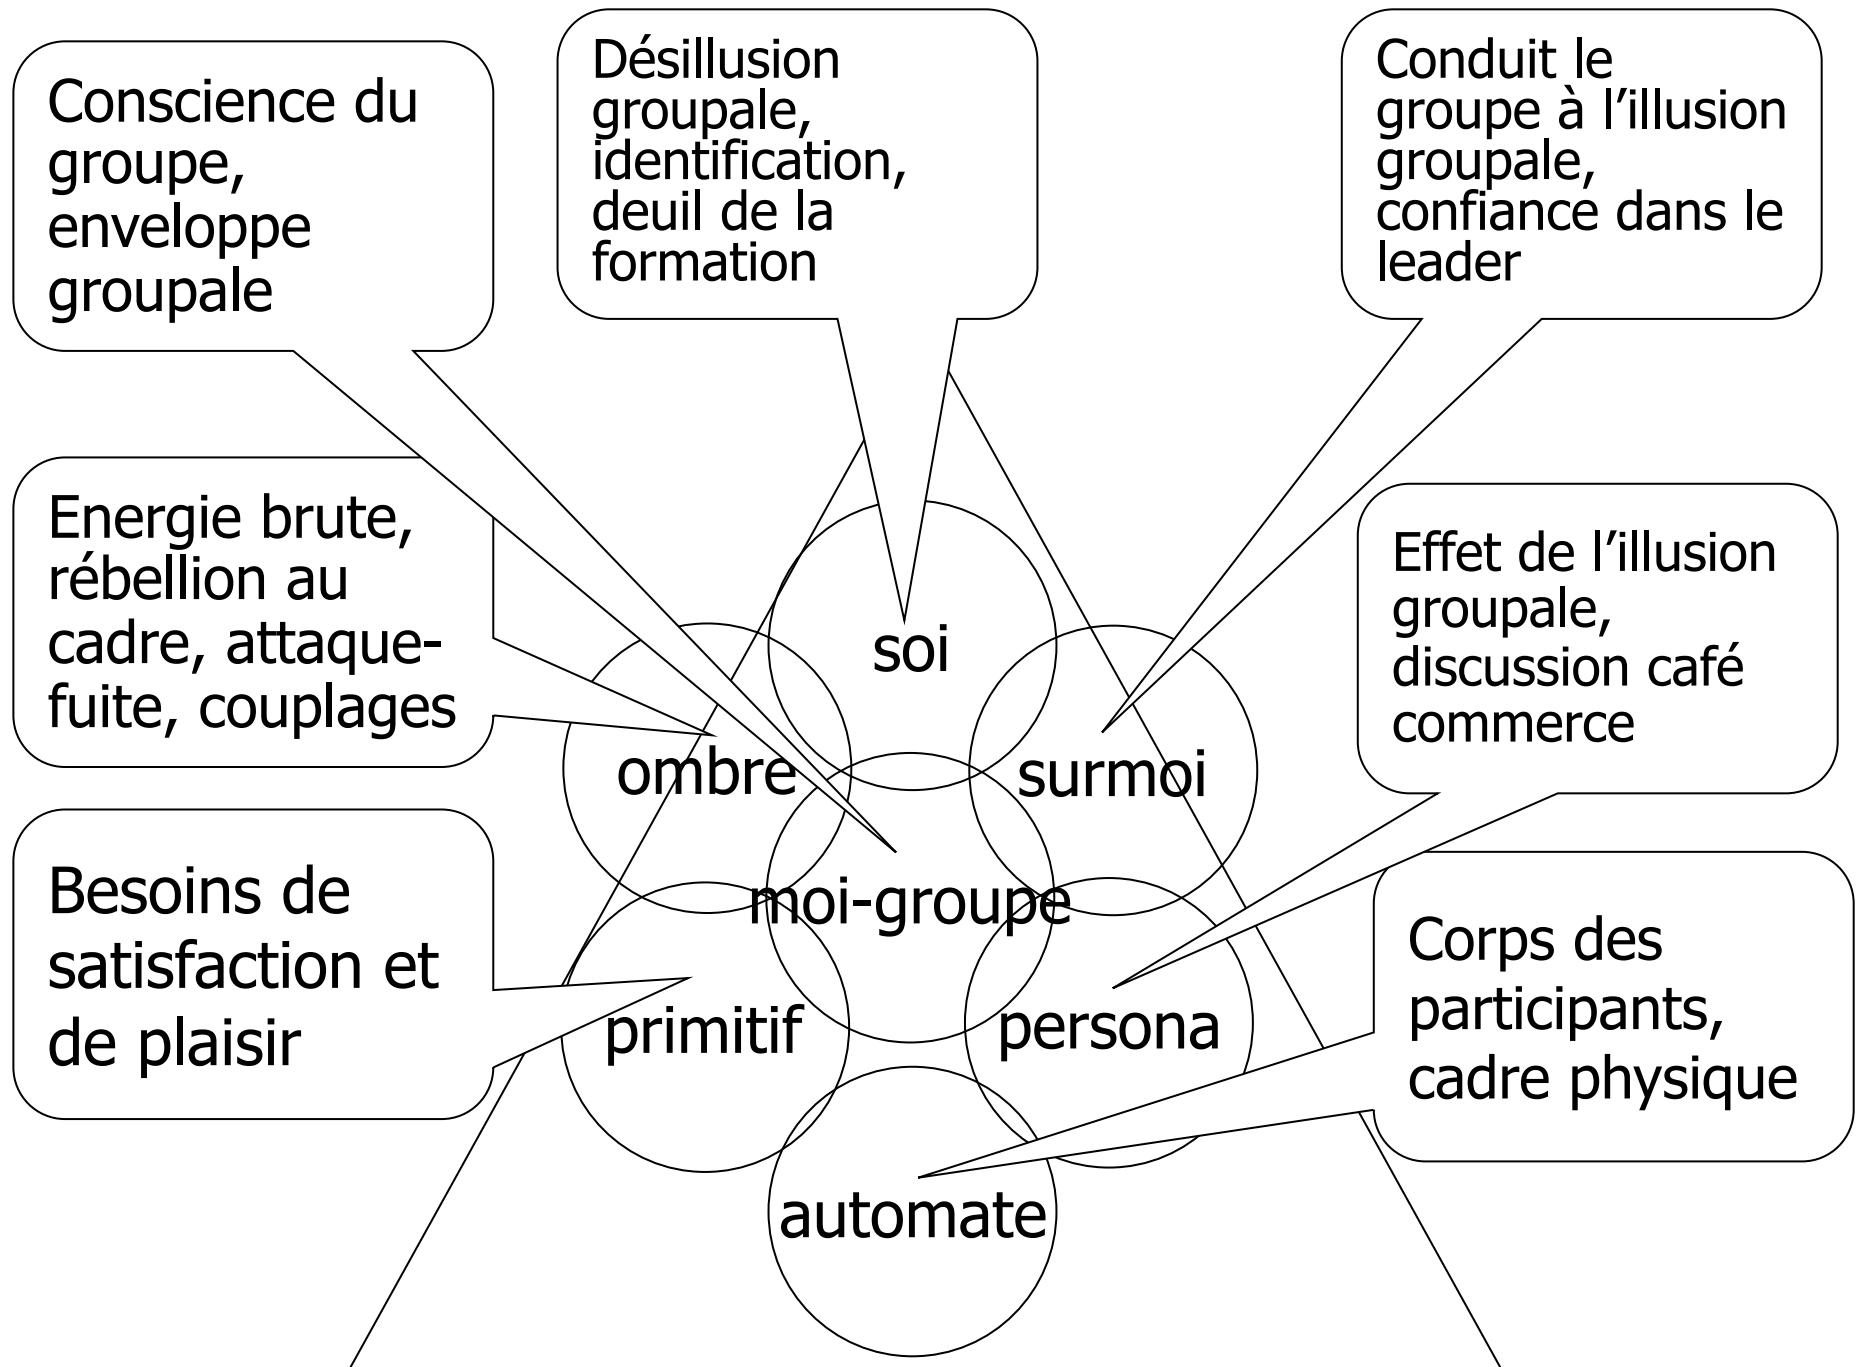 Conscience du
groupe,
enveloppe
groupale
Désillusion
groupale,
identification,
deuil de la
formation
Conduit le
groupe à l’illusion
groupale,
confiance dans le
leader
Energie brute,
rébellion au
cadre, attaque-
fuite, couplages
Effet de l’illusion
groupale,
discussion café
commerce
soi
ombre
surmoi
Besoins de
satisfaction et
de plaisir
moi-groupe
Corps des
participants,
cadre physique
primitif
persona
automate